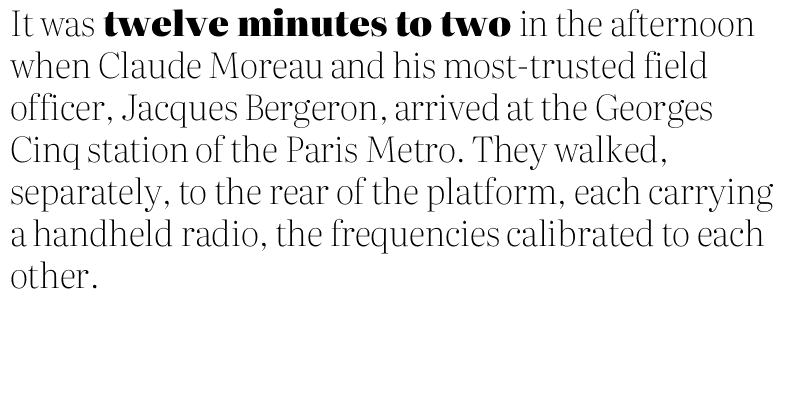 It was twelve minutes to two in the afternoon
when Claude Moreau and his most-trusted field
officer, Jacques Bergeron, arrived at the Georges
Cinq station of the Paris Metro. They walked,
separately, to the rear of the platform, each carrying
a handheld radio, the frequencies calibrated to each
other.